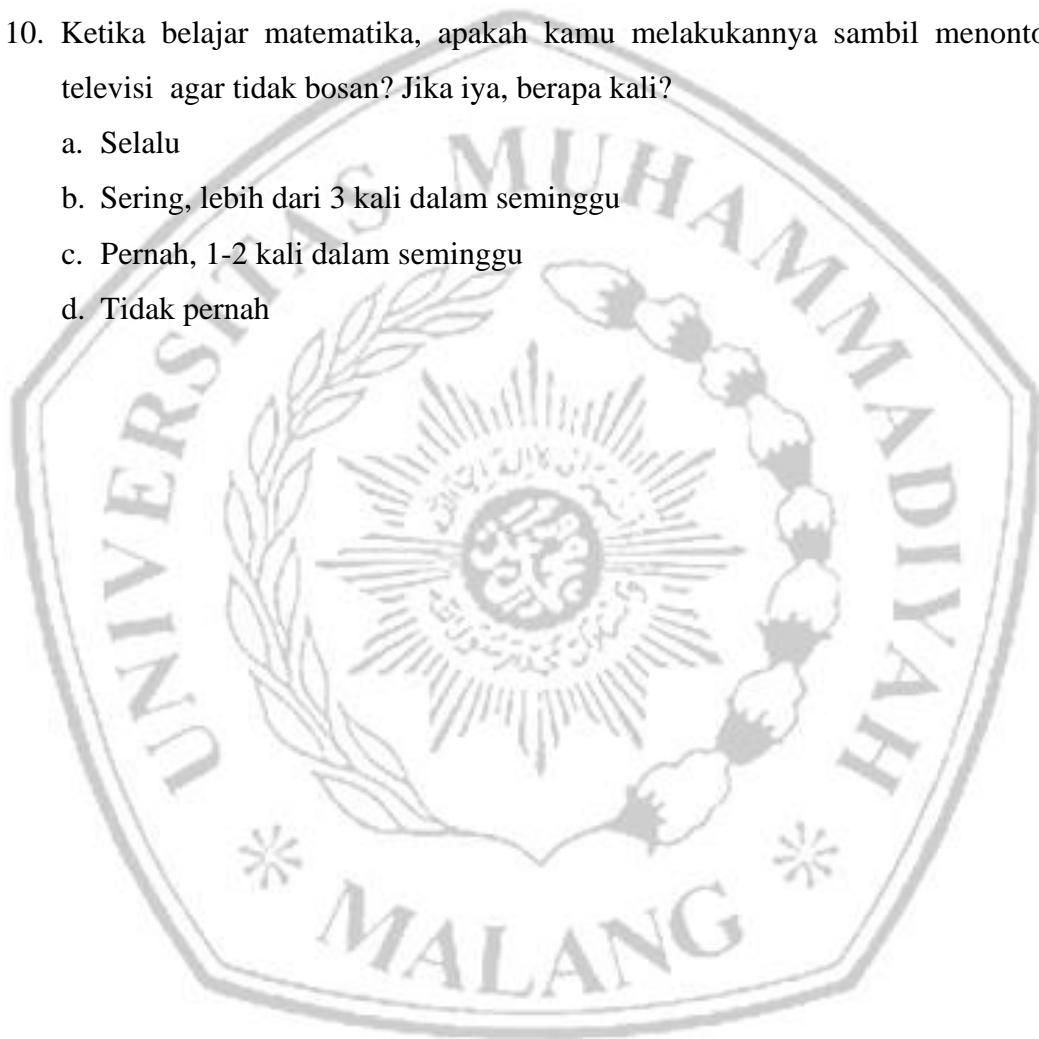 10. Ketika belajar matematika, apakah kamu melakukannya sambil menonto
televisi agar tidak bosan? Jika iya, berapa kali?
a. Selalu
b. Sering, lebih dari 3 kali dalam seminggu
c. Pernah, 1-2 kali dalam seminggu
d. Tidak pernah
UNIVERSITAS MUHAMMADIYAH
MALANG